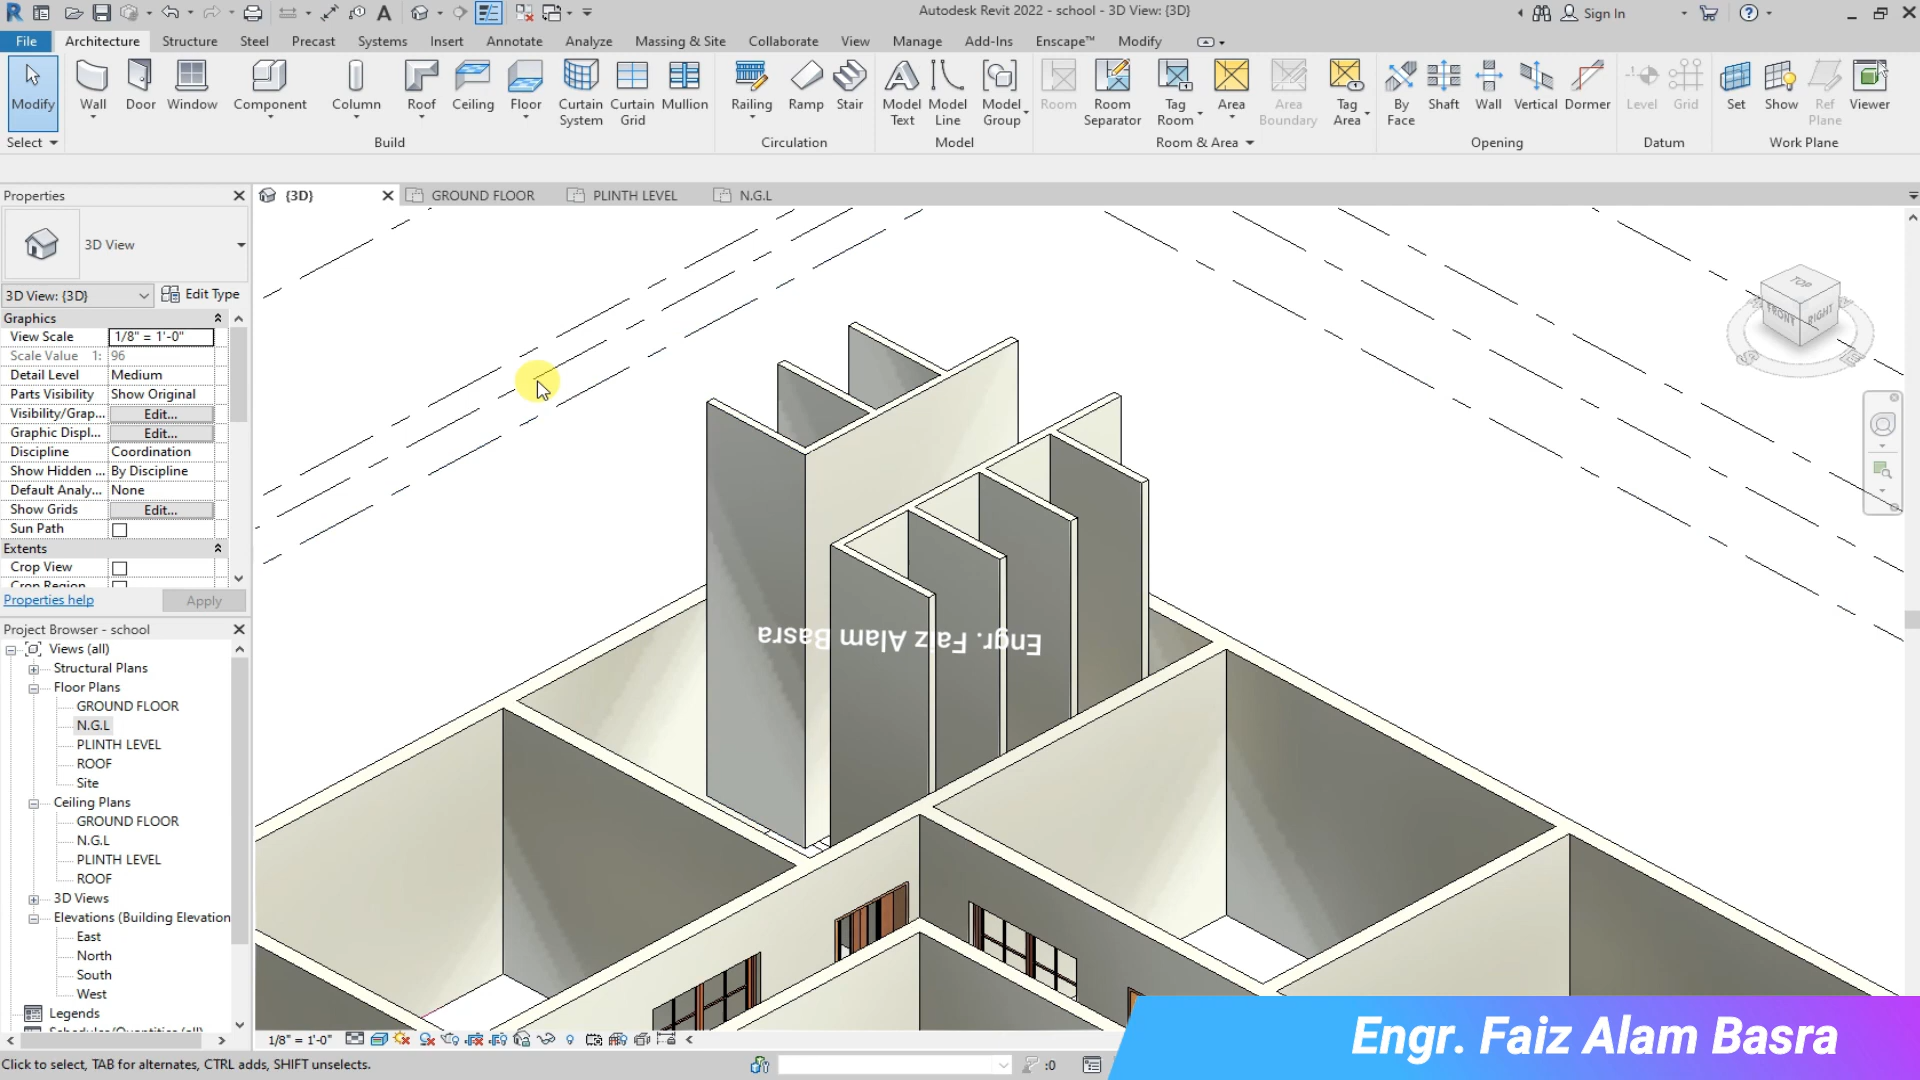 Autodesk Revit 2022 - school - 3D View: {3D}
Sign In
File Architecture Structure Steel Precast Systems Insert Annotate Analyze Massing & Site Collaborate View Manage Add-Ins Enscape™ Modify
Modify Wall Door Window Component Column Roof Ceiling Floor Curtain System Curtain Grid Mullion Railing Ramp Stair Model Text Model Line Model Group Room Room Separator Tag Room Area Area Boundary Tag Area By Face Shaft Wall Vertical Dormer Level Grid Set Show Ref Plane Viewer
Select Build Circulation Model Room & Area Opening Datum Work Plane
Properties
{3D} GROUND FLOOR PLINTH LEVEL N.G.L
3D View
3D View: {3D} Edit Type
Graphics
View Scale 1/8" = 1'-0"
Scale Value 1: 96
Detail Level Medium
Parts Visibility Show Original
Visibility/Grap... Edit...
Graphic Displ... Edit...
Discipline Coordination
Show Hidden ... By Discipline
Default Analy... None
Show Grids Edit...
Sun Path
Extents
Crop View
Crop Region
Properties help Apply
TOP
FRONT RIGHT
S E
Engr. Faiz Alam Basra
Project Browser - school
Views (all)
Structural Plans
Floor Plans
GROUND FLOOR
N.G.L
PLINTH LEVEL
ROOF
Site
Ceiling Plans
GROUND FLOOR
N.G.L
PLINTH LEVEL
ROOF
3D Views
Elevations (Building Elevation
East
North
South
West
Legends
Schedules/Quantities (all)
1/8" = 1'-0"
Click to select, TAB for alternates, CTRL adds, SHIFT unselects.
:0
Engr. Faiz Alam Basra